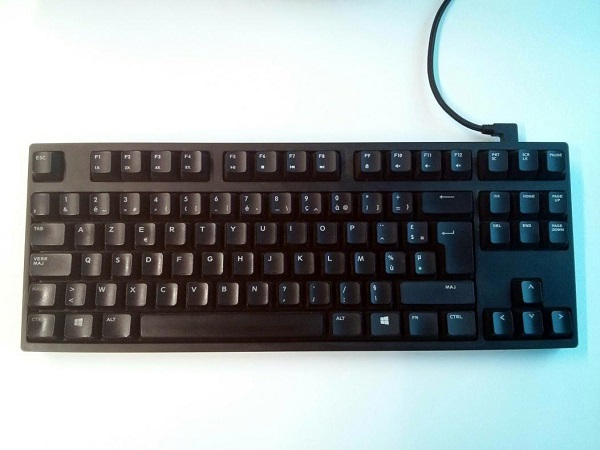 ESC F1 F2 F3 F4 F5 F6 F7 F8 F9 F10 F11 F12 PRT SC SCR LK PAUSE
1 2 3 4 5 6 7 8 9 0 ° + INS HOME PAGE UP
& é " ' ( - è ç à ) =
TAB A Z E R T Y U I O P ¨ £ DEL END PAGE DOWN
€ ^ $
VERR MAJ Q S D F G H J K L M % µ
ù *
MAJ > W X C V B N ? . / § MAJ
< , ; : !
CTRL ALT ALT FN CTRL